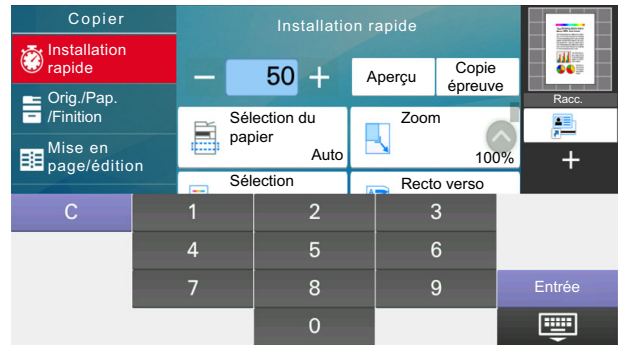 Copier
Installation rapide
Installation
rapide
Orig./Pap.
/Finition
Mise en
page/édition
− 50 +
Aperçu
Copie
épreuve
Sélection du
papier
Auto
Zoom
100%
Sélection
Recto verso
Racc.
+
C
1 2 3
4 5 6
7 8 9
0
Entrée